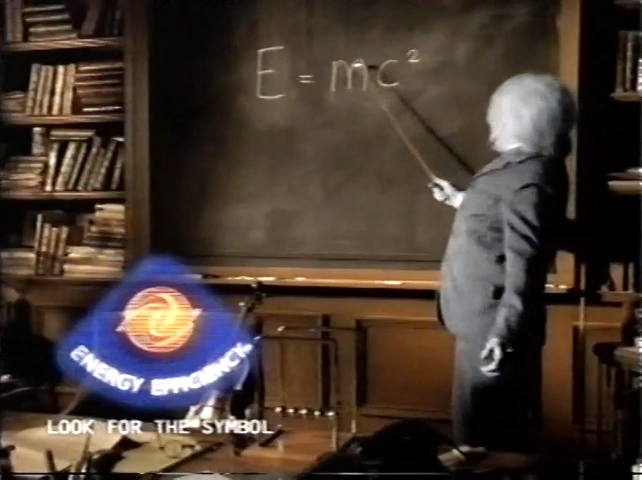 E = mc²
ENERGY EFFICIENCY
LOOK FOR THE SYMBOL